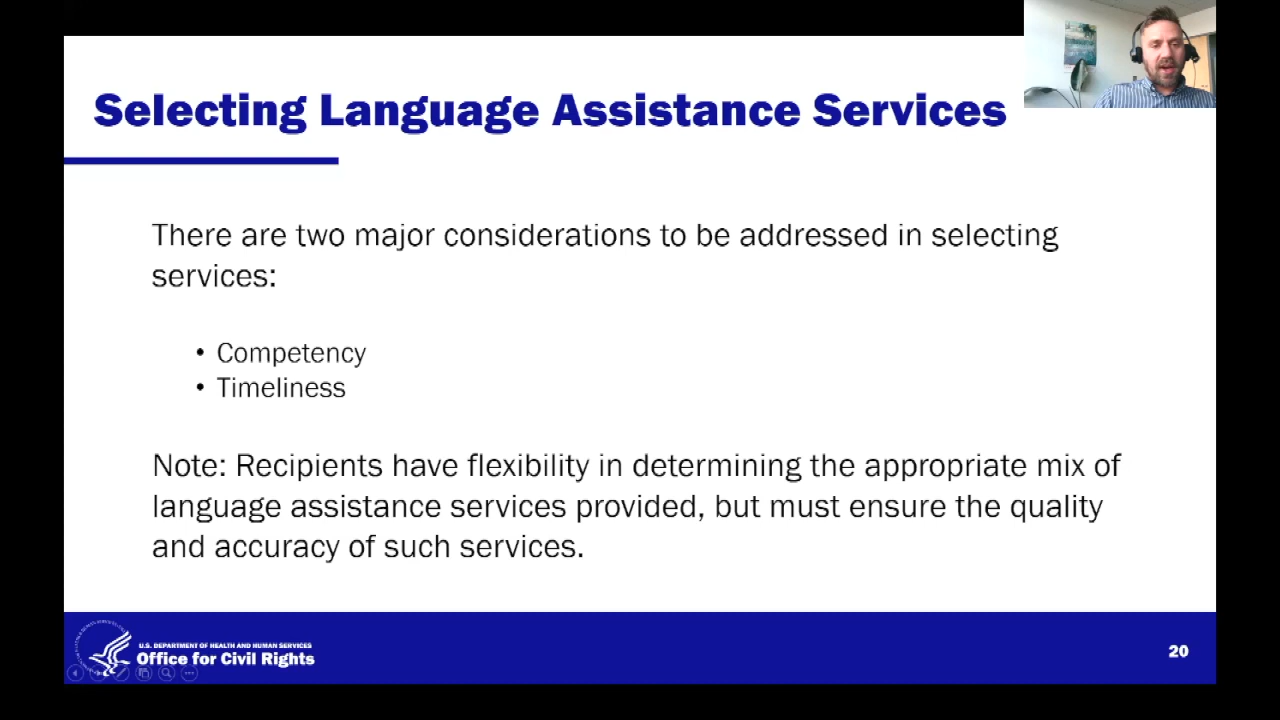 Selecting Language Assistance Services
There are two major considerations to be addressed in selecting
services:
• Competency
• Timeliness
Note: Recipients have flexibility in determining the appropriate mix of
language assistance services provided, but must ensure the quality
and accuracy of such services.
U.S. DEPARTMENT OF HEALTH AND HUMAN SERVICES
Office for Civil Rights
20